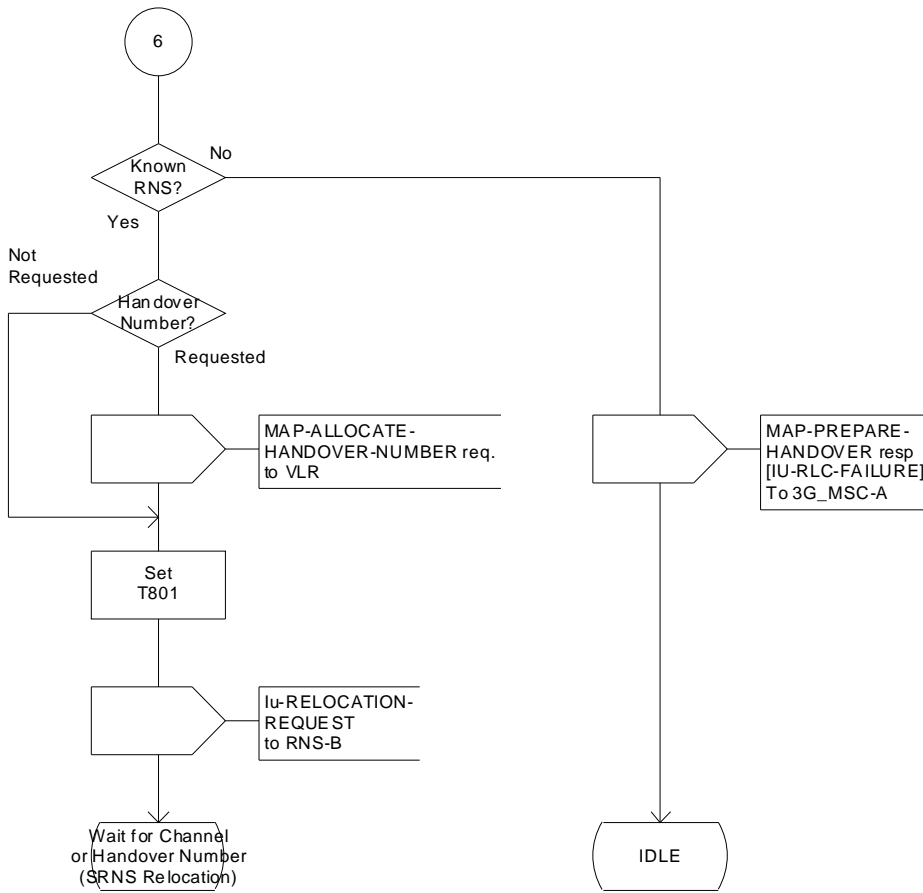 6
Known
RNS?
No
Yes
Not
Requested
Handover
Number?
Requested
MAP-ALLOCATE-
HANDOVER-NUMBER req.
to VLR
MAP-PREPARE-
HANDOVER resp
[IU-RLC-FAILURE]
To 3G_MSC-A
Set
T801
Iu-RELOCATION-
REQUEST
to RNS-B
Wait for Channel
or Handover Number
(SRNS Relocation)
IDLE